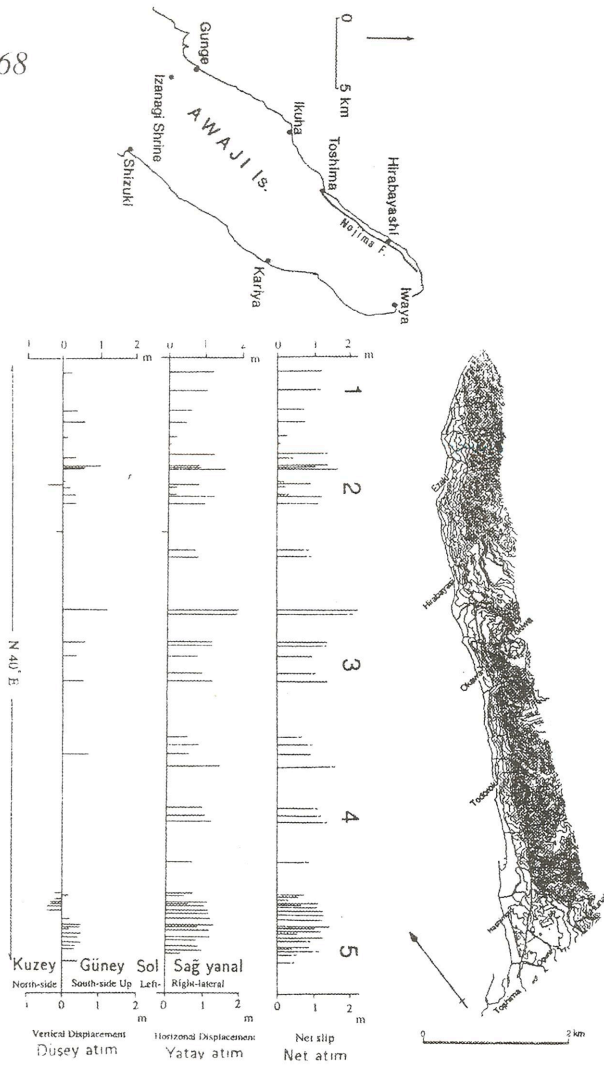 68
0 5 km
Gunge
Izanagi Shrine
AWAJI Is.
Ikuha
Toshima
Hirabayashi
Nojima F.
Shizuki
Kariya
Iwaya
1 0 1 2 m
0 1 2 m
0 1 2 m
1
2
3
4
5
N 40° E
Hirabayashi
Todoroki
Toshima
Kuzey Güney Sol Sağ yanal
North-side South-side Up Left- Right-lateral
1 0 1 2 m
0 1 2 m
0 1 2 m
Vertical Displacement
Düşey atım
Horizonal Displacement
Yatay atım
Net slip
Net atım
0 2 km